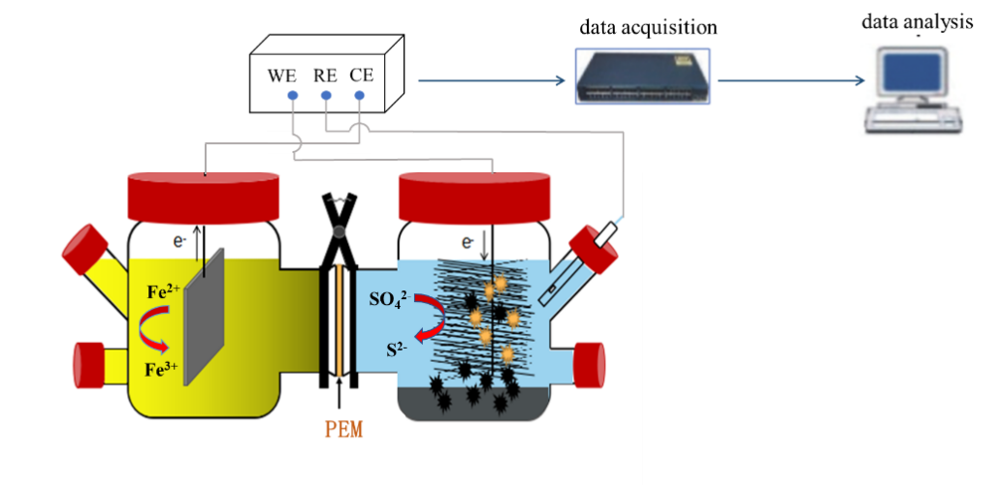 data acquisition
data analysis
WE RE CE
e-
e-
Fe2+
SO42-
S2-
Fe3+
PEM